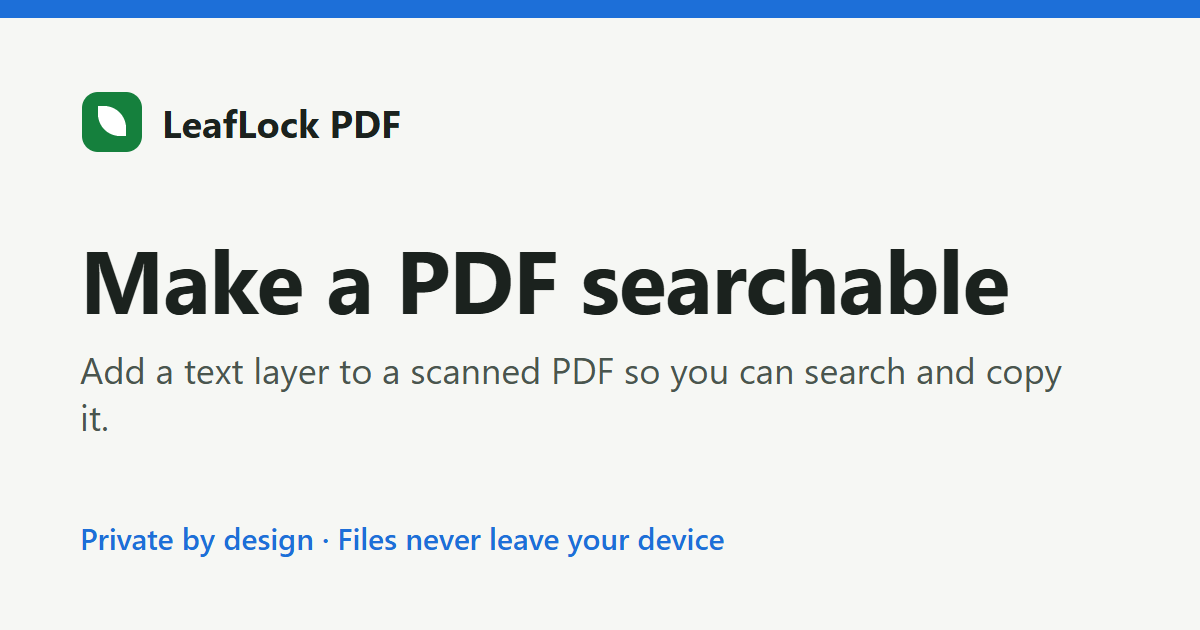 LeafLock PDF
Make a PDF searchable
Add a text layer to a scanned PDF so you can search and copy
it.
Private by design · Files never leave your device